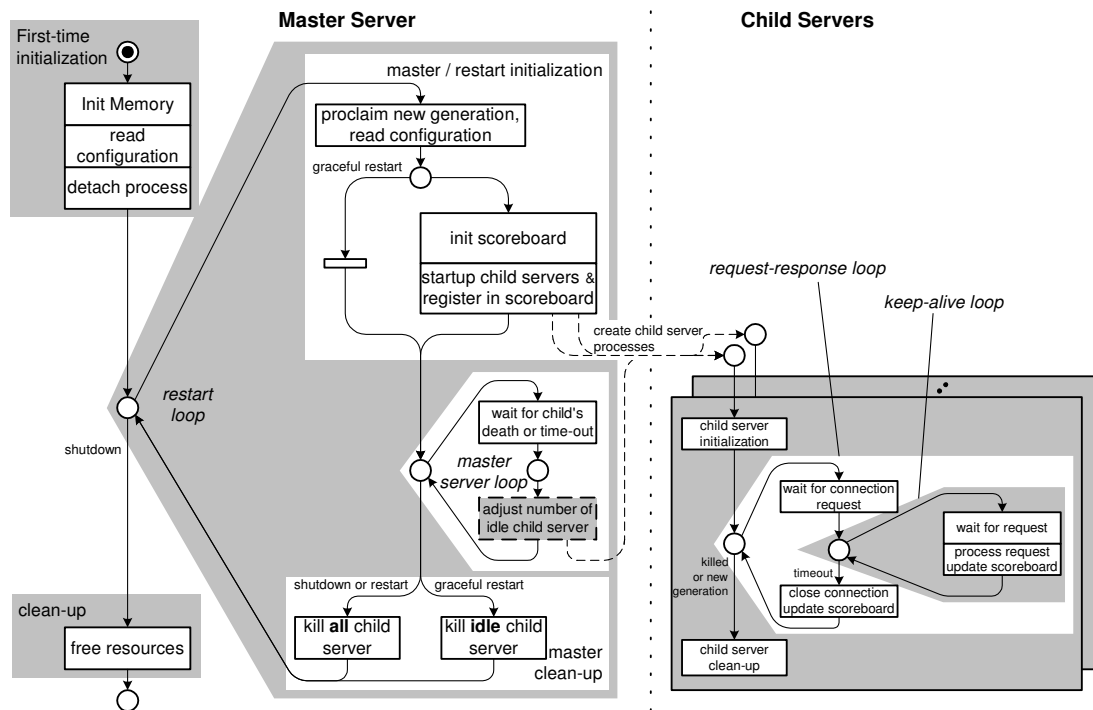 Master Server
Child Servers
First-time
initialization
Init Memory
read
configuration
detach process
master / restart initialization
proclaim new generation,
read configuration
graceful restart
init scoreboard
startup child servers &
register in scoreboard
create child server
processes
request-response loop
keep-alive loop
restart
loop
shutdown
wait for child's
death or time-out
master
server loop
adjust number of
idle child server
child server
initialization
wait for connection
request
wait for request
process request
update scoreboard
killed
or new
generation
timeout
close connection
update scoreboard
child server
clean-up
shutdown or restart
graceful restart
kill all child
server
kill idle child
server
master
clean-up
clean-up
free resources